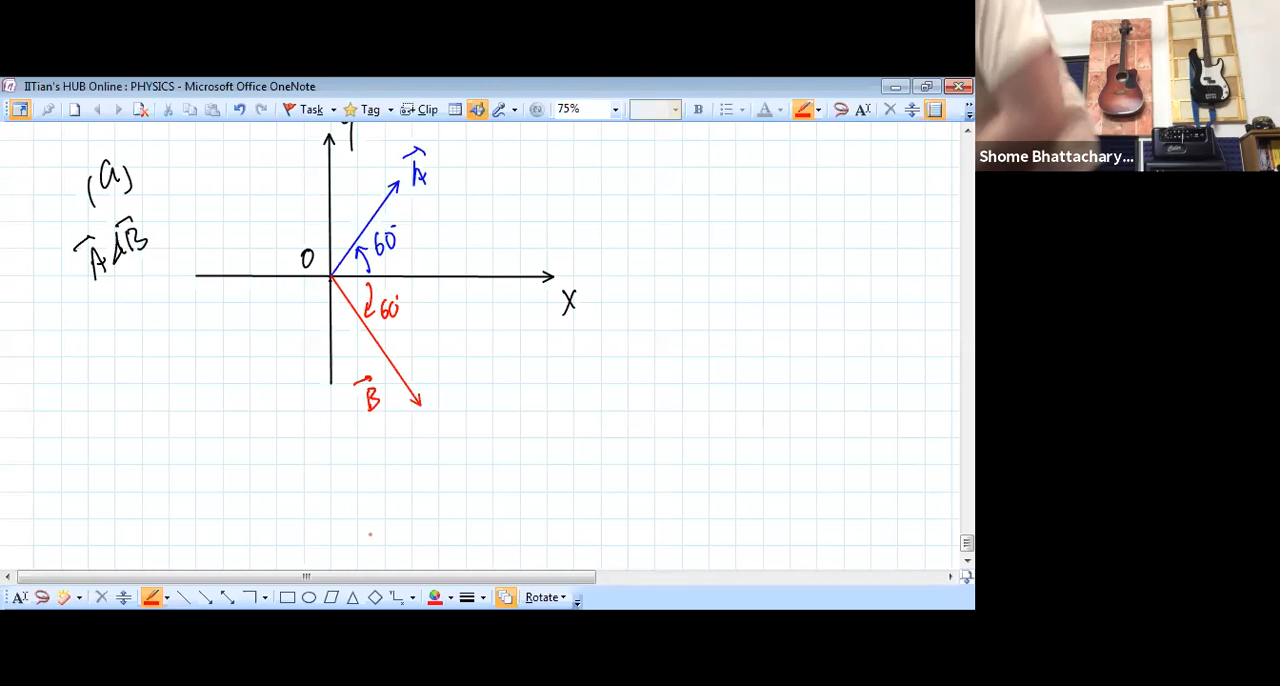 IITian's HUB Online : PHYSICS - Microsoft Office OneNote
Task Tag Clip 75% B A
Y
(a)
A
A & B
60°
O
60°
X
B
Shome Bhattachary...
Rotate